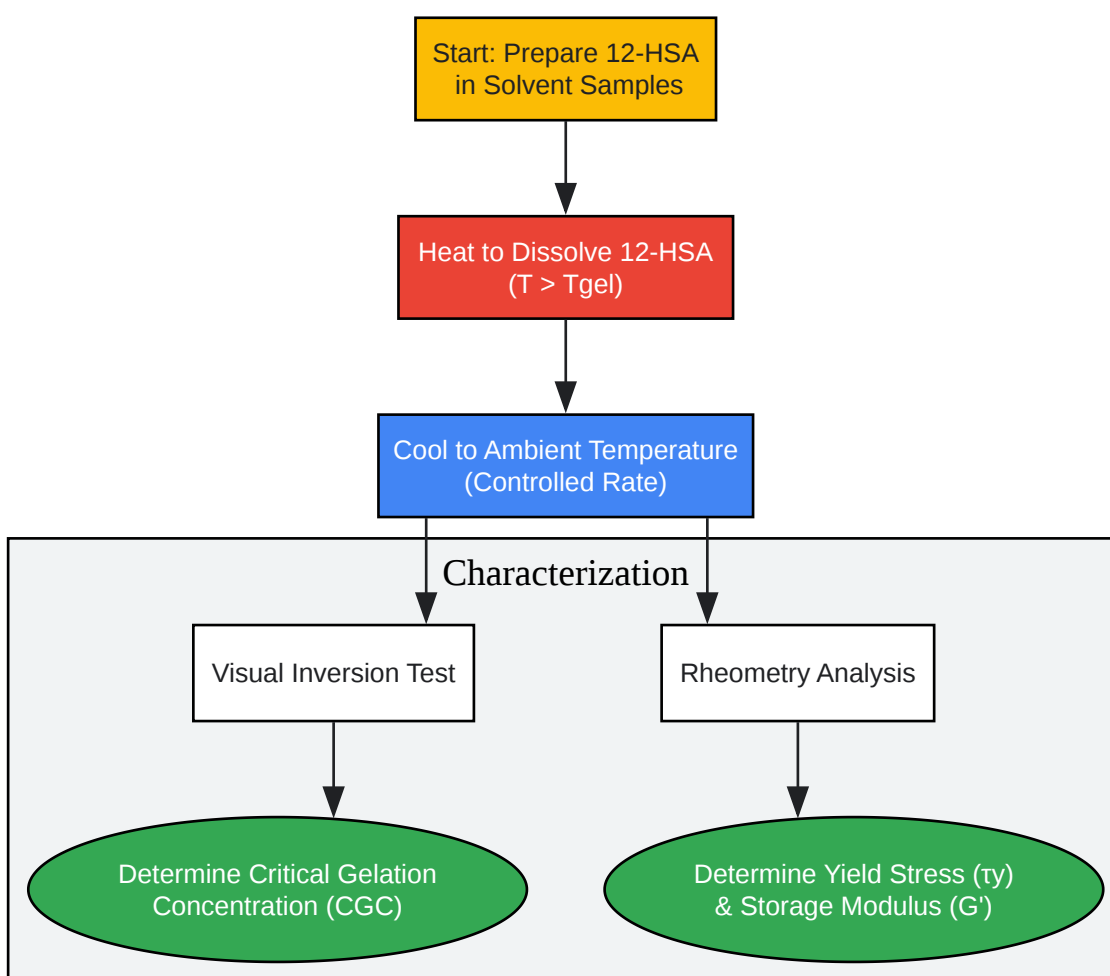 Start: Prepare 12-HSA
in Solvent Samples
Heat to Dissolve 12-HSA
(T > Tgel)
Cool to Ambient Temperature
(Controlled Rate)
Characterization
Visual Inversion Test
Rheometry Analysis
Determine Critical Gelation
Concentration (CGC)
Determine Yield Stress (τy)
& Storage Modulus (G')